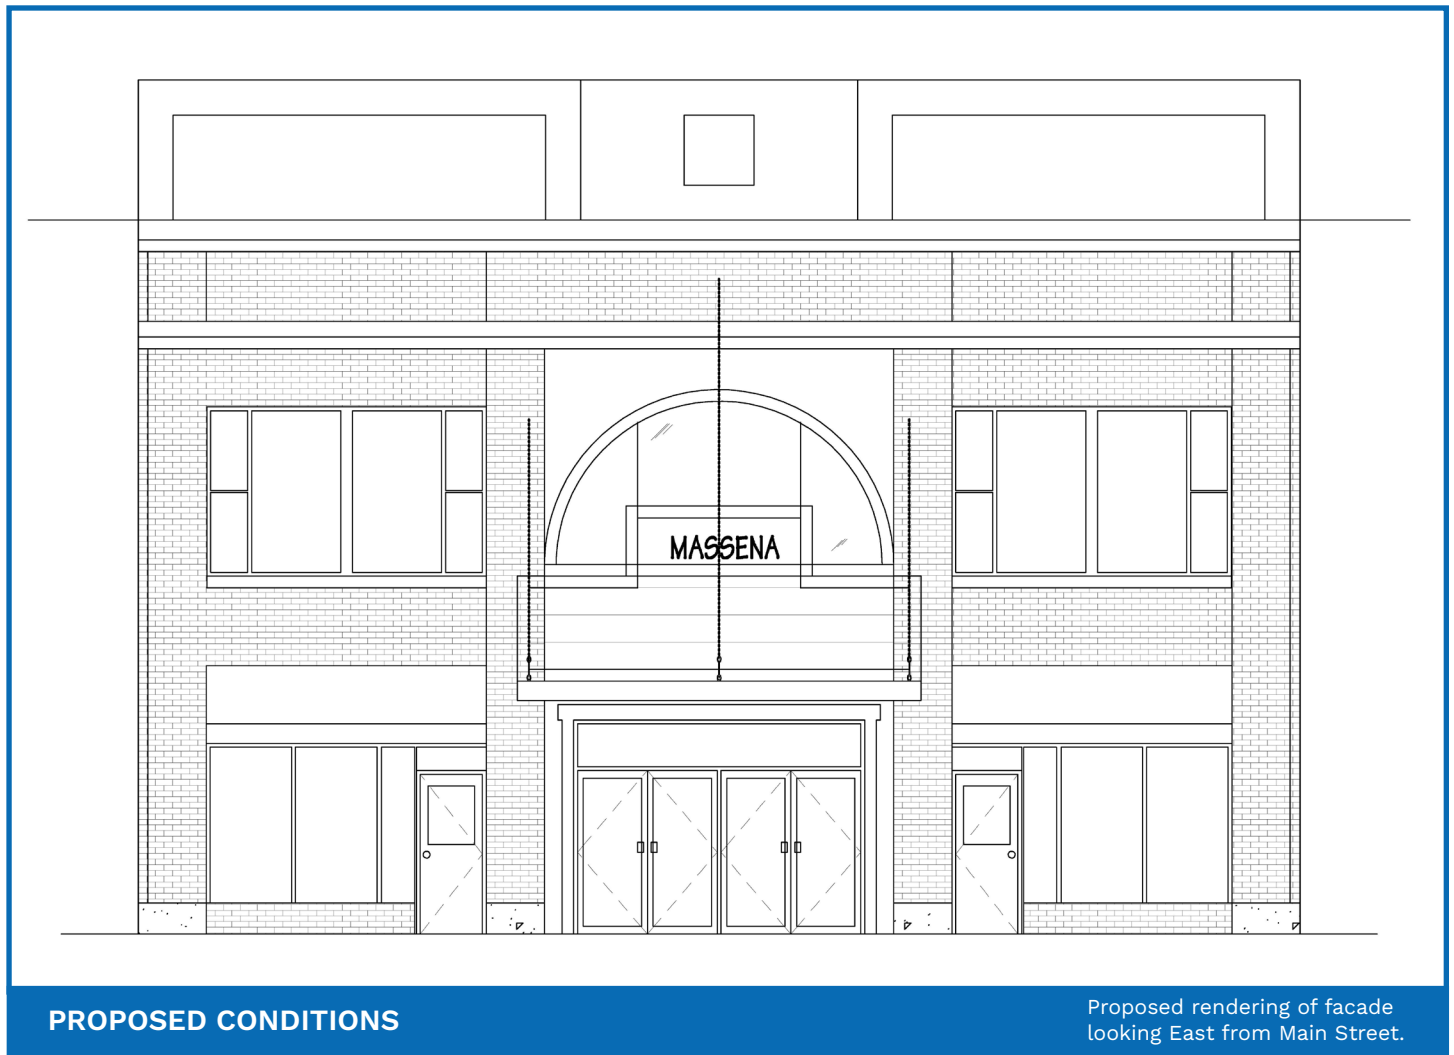 MASSENA
PROPOSED CONDITIONS
Proposed rendering of facade
looking East from Main Street.